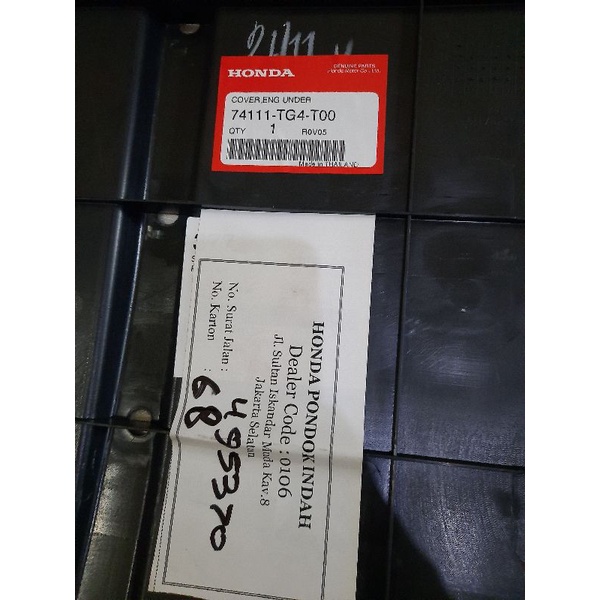 HONDA
GENUINE PARTS
Honda Motor Co., Ltd.
COVER,ENG UNDER
74111-TG4-T00
QTY 1 R0V05
Made in THAILAND
HONDA PONDOK INDAH
Dealer Code : 0106
Jl. Sultan Iskandar Muda Kav.8
Jakarta Selatan
No. Surat Jalan : 495370
No. Karton : 68